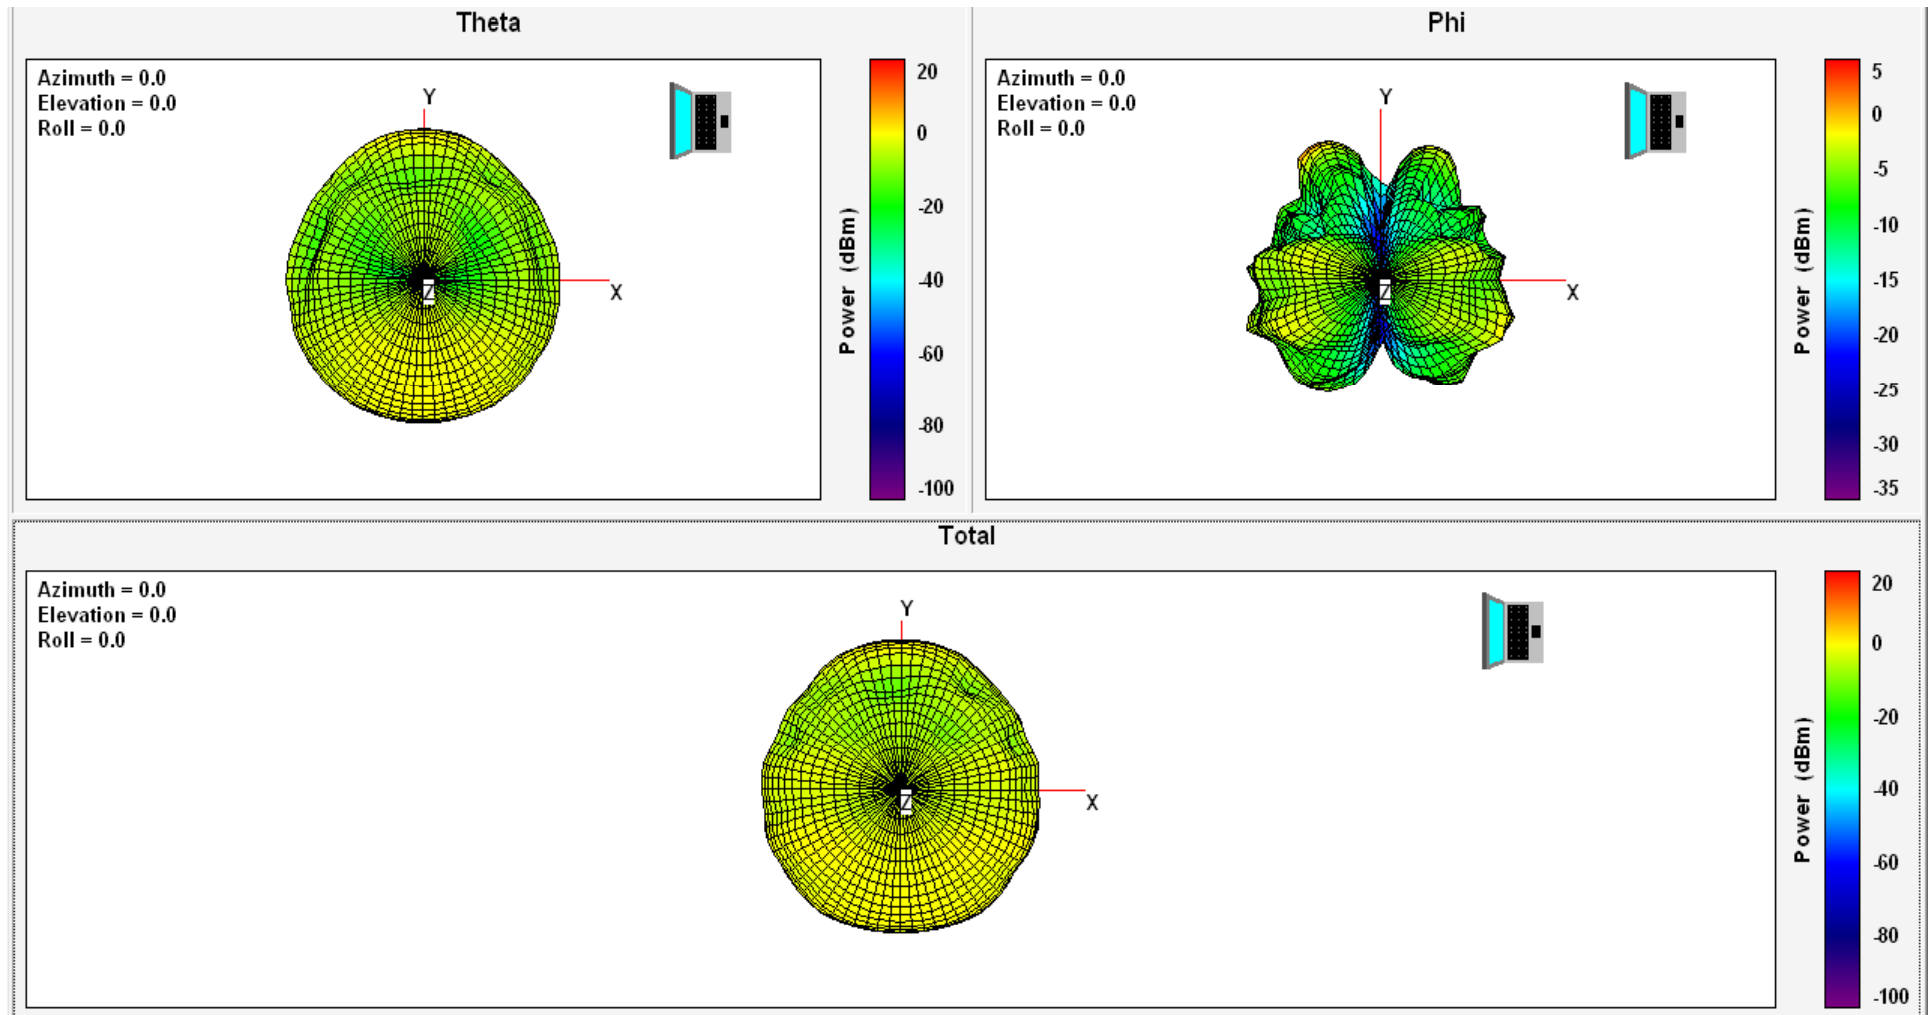 Theta
Azimuth = 0.0
Elevation = 0.0
Roll = 0.0
Y
X
Z
Power (dBm)
20
0
-20
-40
-60
-80
-100
Phi
Azimuth = 0.0
Elevation = 0.0
Roll = 0.0
Y
X
Z
Power (dBm)
5
0
-5
-10
-15
-20
-25
-30
-35
Total
Azimuth = 0.0
Elevation = 0.0
Roll = 0.0
Y
X
Z
Power (dBm)
20
0
-20
-40
-60
-80
-100